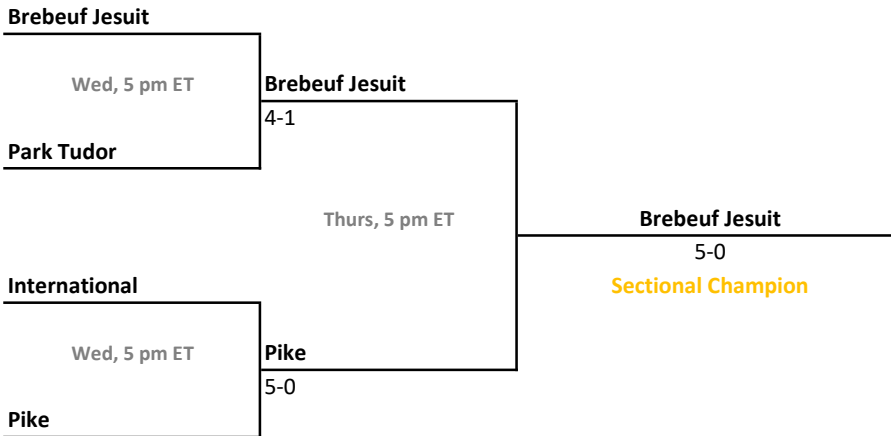 Brebeuf Jesuit
Wed, 5 pm ET
Brebeuf Jesuit
4-1
Park Tudor
Thurs, 5 pm ET
Brebeuf Jesuit
5-0
Sectional Champion
International
Wed, 5 pm ET
Pike
5-0
Pike